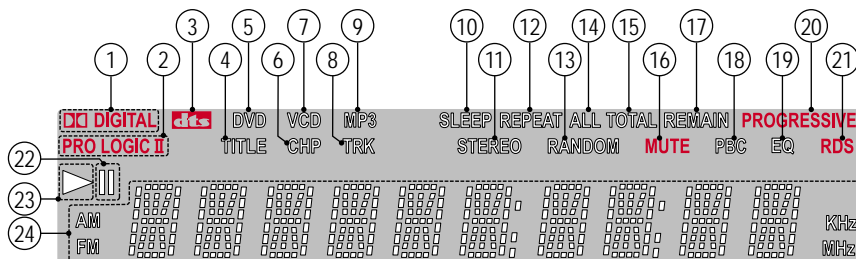 3 5 7 9 10 12 14 15 17 20
1 2 4 6 8 11 13 16 18 19 21
DIGITAL dts DVD VCD MP3 SLEEP REPEAT ALL TOTAL REMAIN PROGRESSIVE
PRO LOGIC II TITLE CHP TRK STEREO RANDOM MUTE PBC EQ RDS
22
23
24
AM KHz
FM MHz